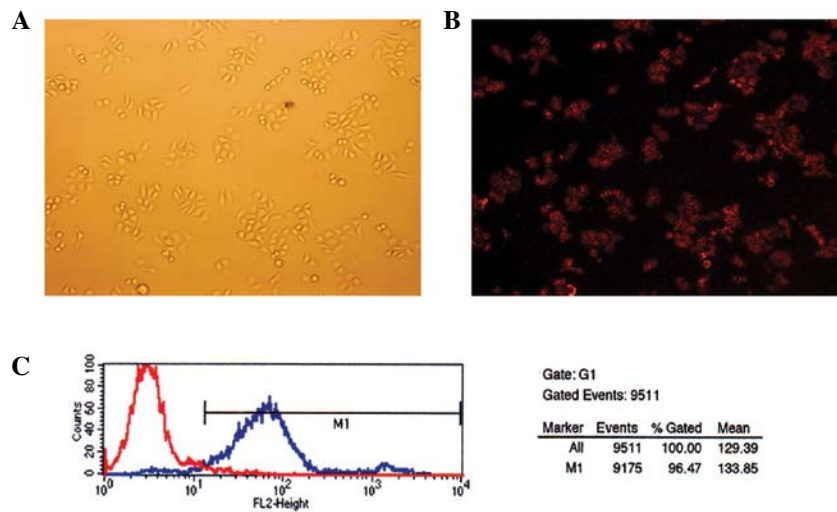 A
B
C
Counts
100
80
60
40
20
0
M1
10^0
10^1
10^2
10^3
10^4
FL2-Height
Gate: G1
Gated Events: 9511
Marker Events % Gated Mean
All 9511 100.00 129.39
M1 9175 96.47 133.85